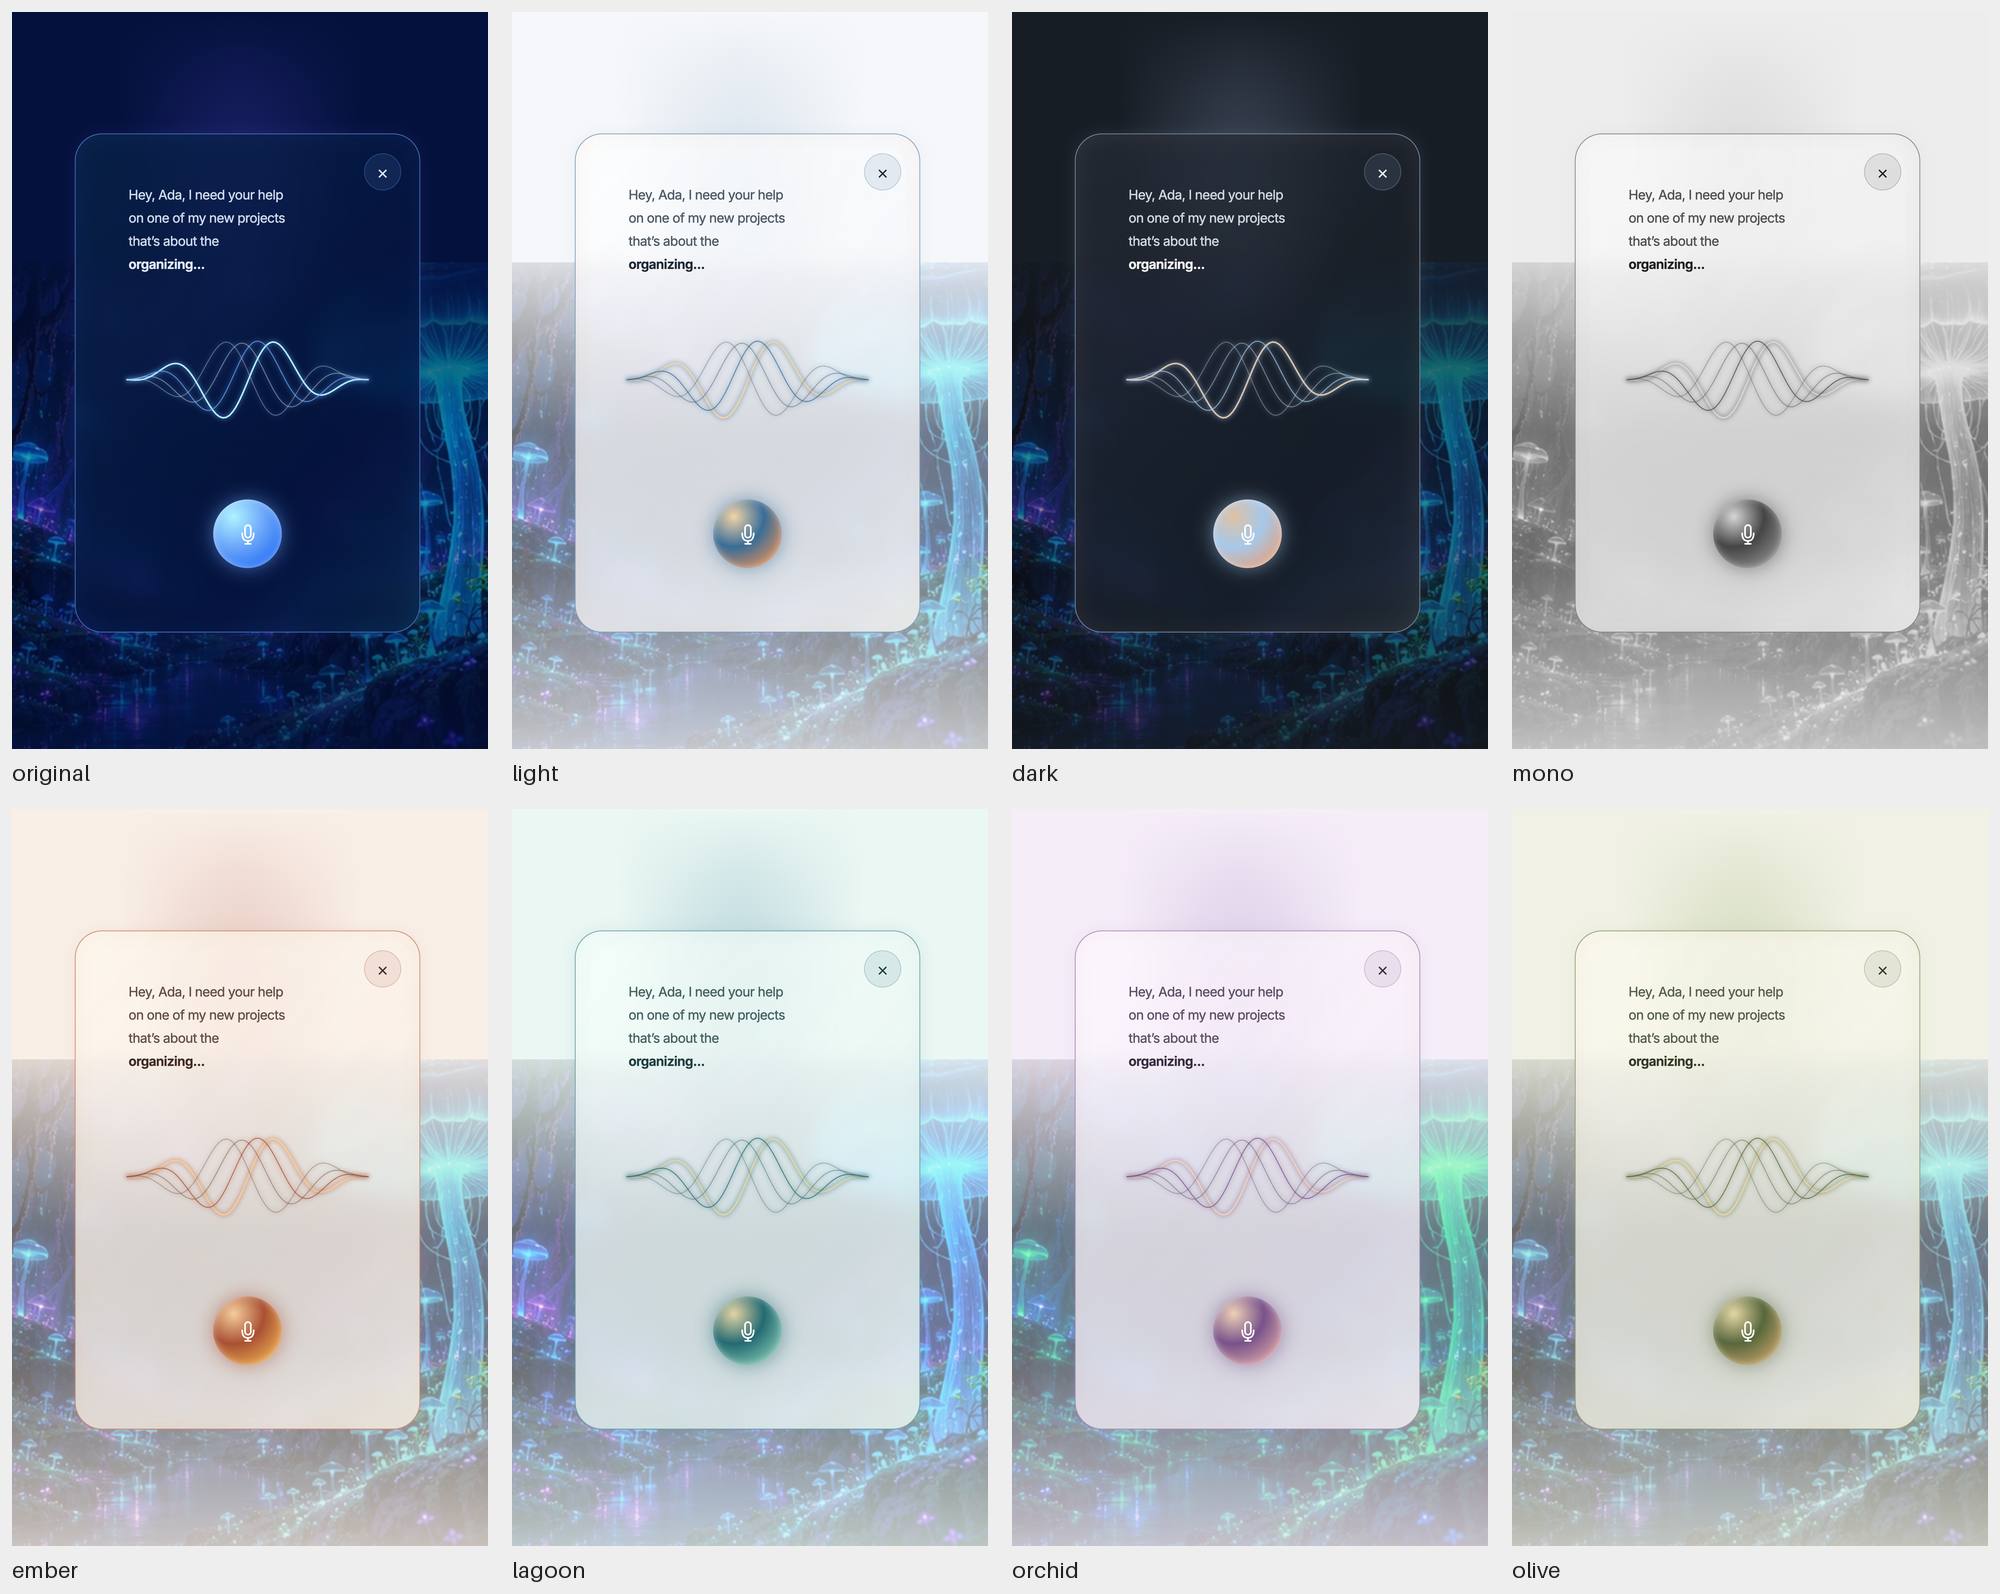 Hey, Ada, I need your help
on one of my new projects
that's about the
organizing...
original
Hey, Ada, I need your help
on one of my new projects
that's about the
organizing...
light
Hey, Ada, I need your help
on one of my new projects
that's about the
organizing...
dark
Hey, Ada, I need your help
on one of my new projects
that's about the
organizing...
mono
Hey, Ada, I need your help
on one of my new projects
that's about the
organizing...
ember
Hey, Ada, I need your help
on one of my new projects
that's about the
organizing...
lagoon
Hey, Ada, I need your help
on one of my new projects
that's about the
organizing...
orchid
Hey, Ada, I need your help
on one of my new projects
that's about the
organizing...
olive